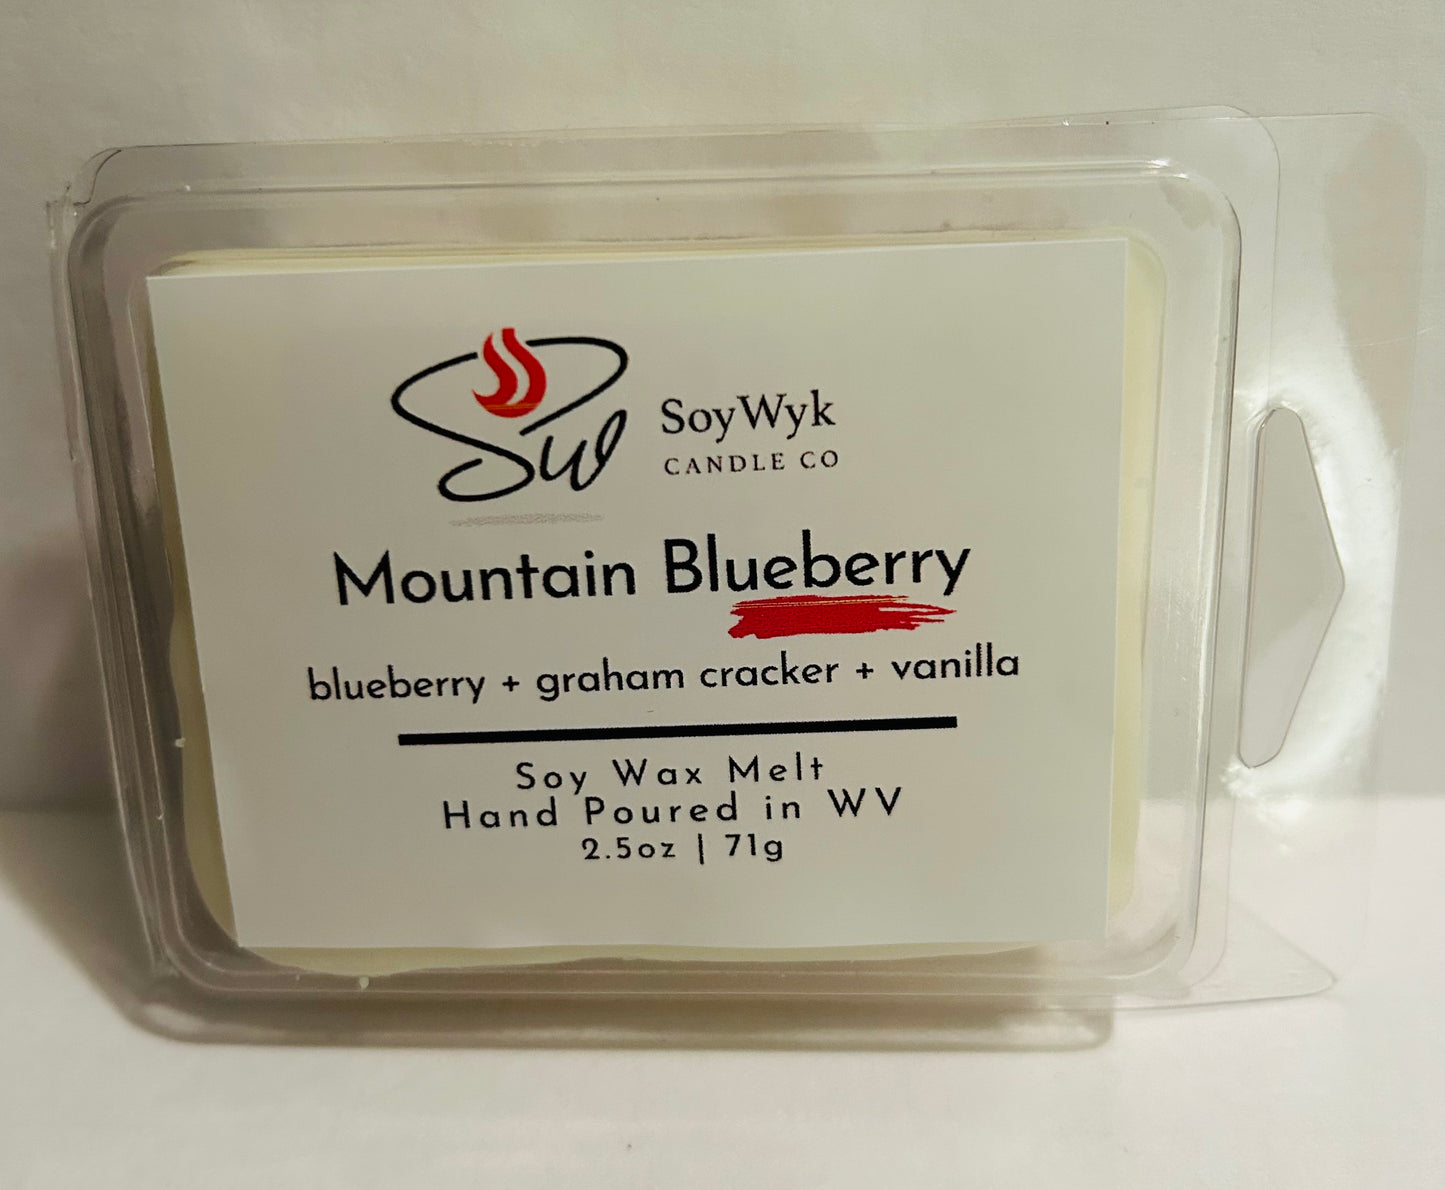 Sw
SoyWyk
CANDLE CO
Mountain Blueberry
blueberry + graham cracker + vanilla
Soy Wax Melt
Hand Poured in WV
2.5oz | 71g